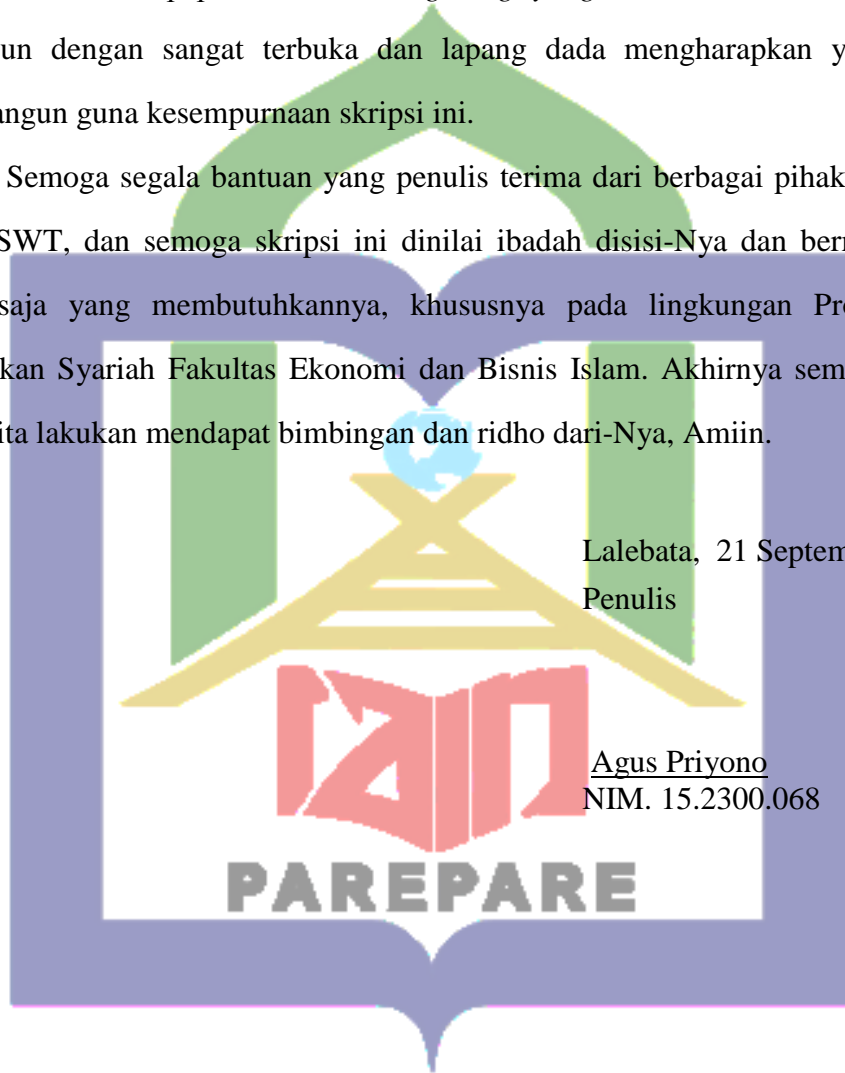 un dengan sangat terbuka dan lapang dada mengharapkan y
angun guna kesempurnaan skripsi ini.
Semoga segala bantuan yang penulis terima dari berbagai pihak
SWT, dan semoga skripsi ini dinilai ibadah disisi-Nya dan ber
saja yang membutuhkannya, khususnya pada lingkungan Pr
kan Syariah Fakultas Ekonomi dan Bisnis Islam. Akhirnya sem
ita lakukan mendapat bimbingan dan ridho dari-Nya, Amiin.
Lalebata, 21 Septem
Penulis
Agus Priyono
NIM. 15.2300.068
iain
PAREPARE